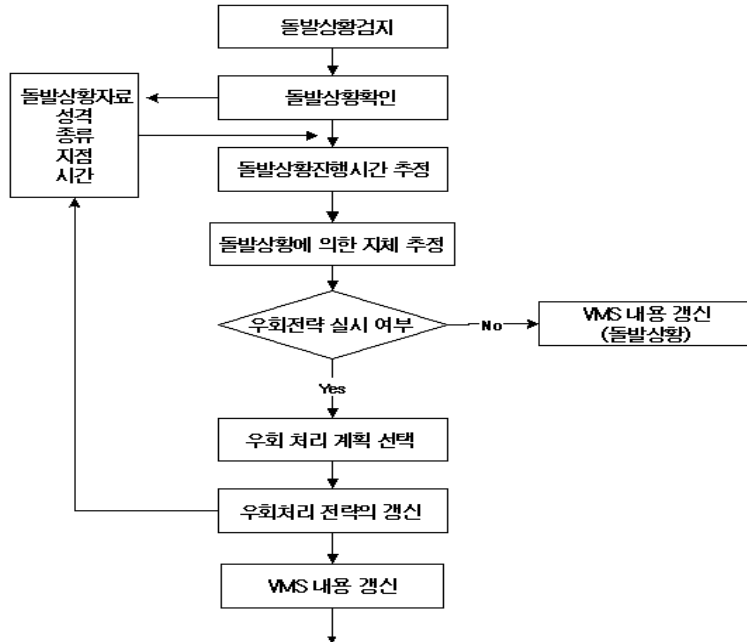 돌발상황검지
돌발상황확인
돌발상황자료
성격
종류
지점
시간
돌발상황진행시간 추정
돌발상황에 의한 지체 추정
우회전략 실시 여부
No
VMS 내용 갱신
(돌발상황)
Yes
우회 처리 계획 선택
우회처리 전략의 갱신
VMS 내용 갱신